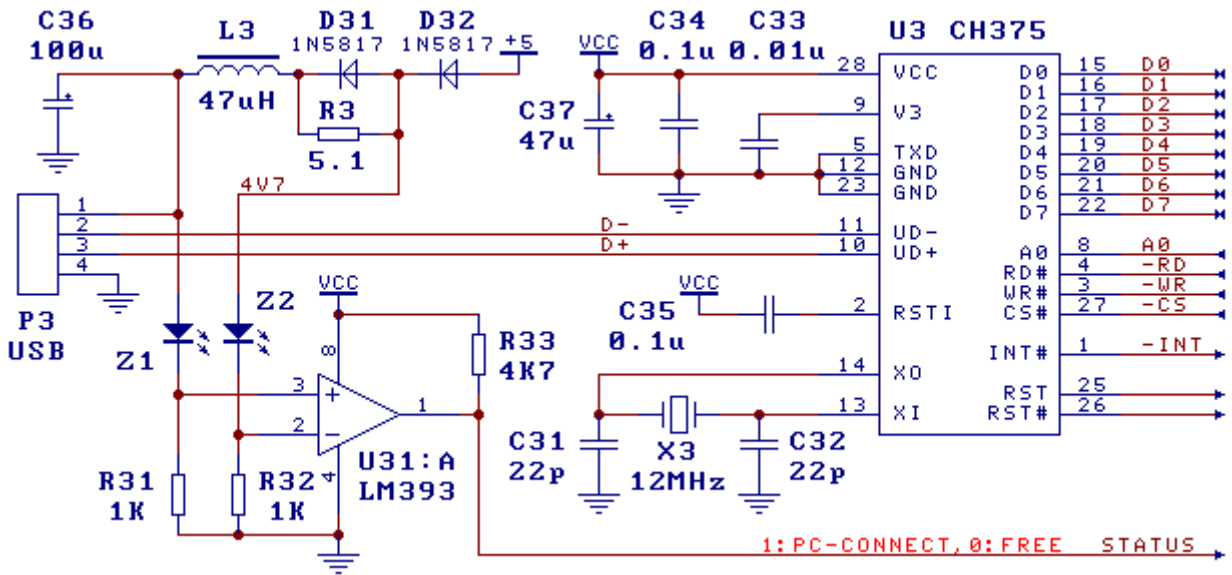 C36
100u
L3
47uH
D31
1N5817
D32
1N5817
+5
R3
5.1
4V7
VCC
C34
0.1u
C33
0.01u
C37
47u
U3 CH375
28 VCC
9 V3
5 TXD
12 GND
23 GND
11 UD-
10 UD+
2 RSTI
14 XO
13 XI
D0 15 D0
D1 16 D1
D2 17 D2
D3 18 D3
D4 19 D4
D5 20 D5
D6 21 D6
D7 22 D7
A0 8 A0
RD# 4 -RD
WR# 3 -WR
CS# 27 -CS
INT# 1 -INT
RST 25
RST# 26
1
2
3
4
P3
USB
D-
D+
Z1
Z2
VCC
8
3 +
2 -
1
4
R33
4K7
U31:A
LM393
R31
1K
R32
1K
VCC
C35
0.1u
C31
22p
X3
12MHz
C32
22p
1:PC-CONNECT,0:FREE STATUS